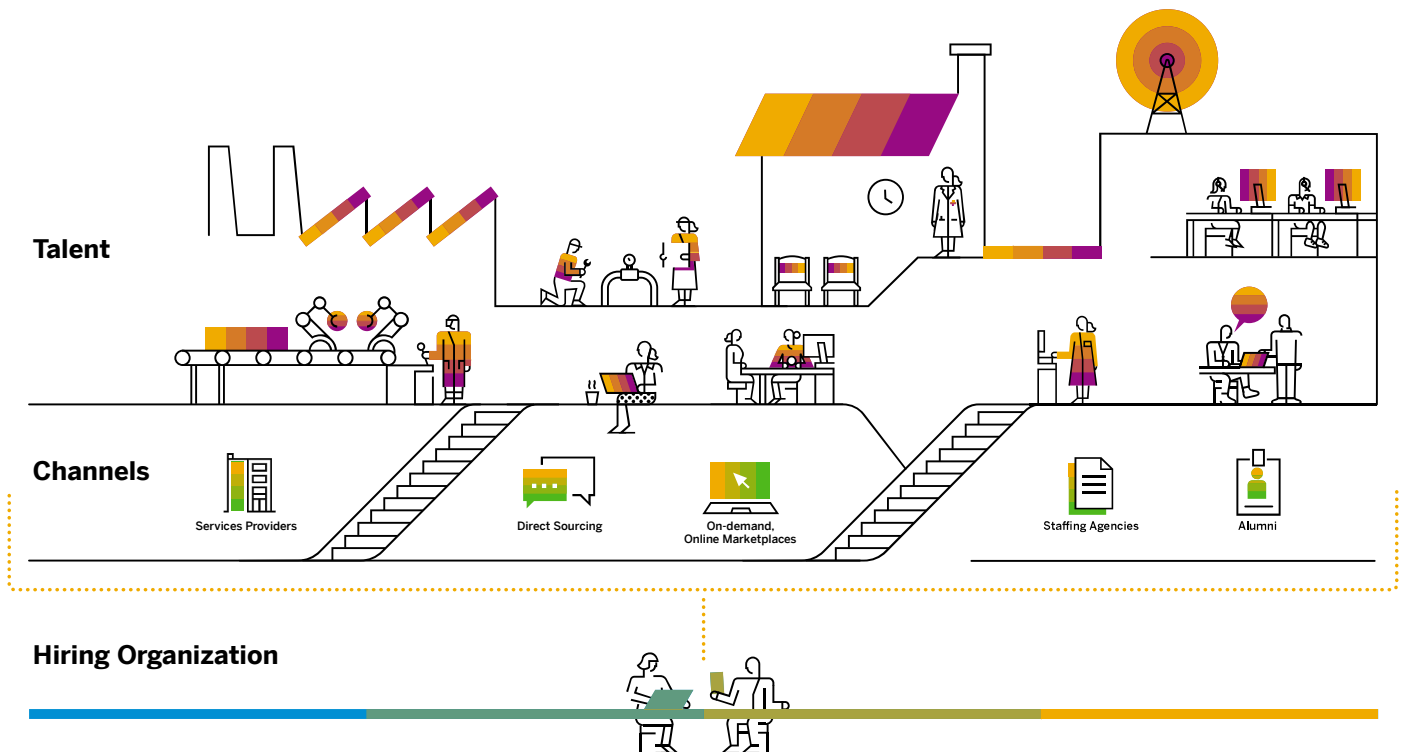 Talent
Channels
Services Providers
Direct Sourcing
On-demand,
Online Marketplaces
Staffing Agencies
Alumni
Hiring Organization